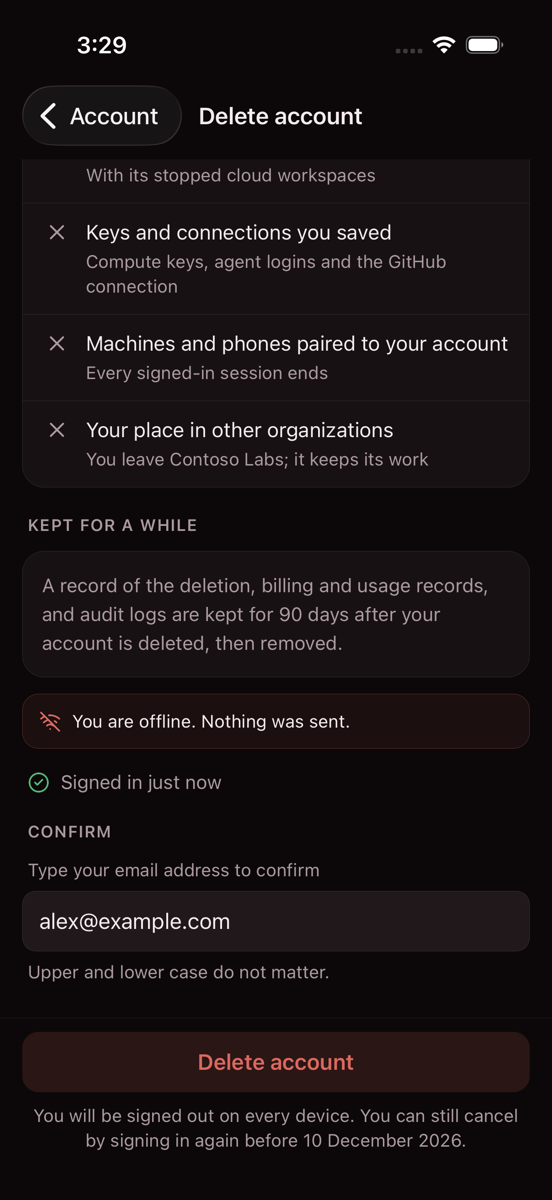 3:29
Account
Delete account
With its stopped cloud workspaces
Keys and connections you saved
Compute keys, agent logins and the GitHub
connection
Machines and phones paired to your account
Every signed-in session ends
Your place in other organizations
You leave Contoso Labs; it keeps its work
KEPT FOR A WHILE
A record of the deletion, billing and usage records,
and audit logs are kept for 90 days after your
account is deleted, then removed.
You are offline. Nothing was sent.
Signed in just now
CONFIRM
Type your email address to confirm
alex@example.com
Upper and lower case do not matter.
Delete account
You will be signed out on every device. You can still cancel
by signing in again before 10 December 2026.